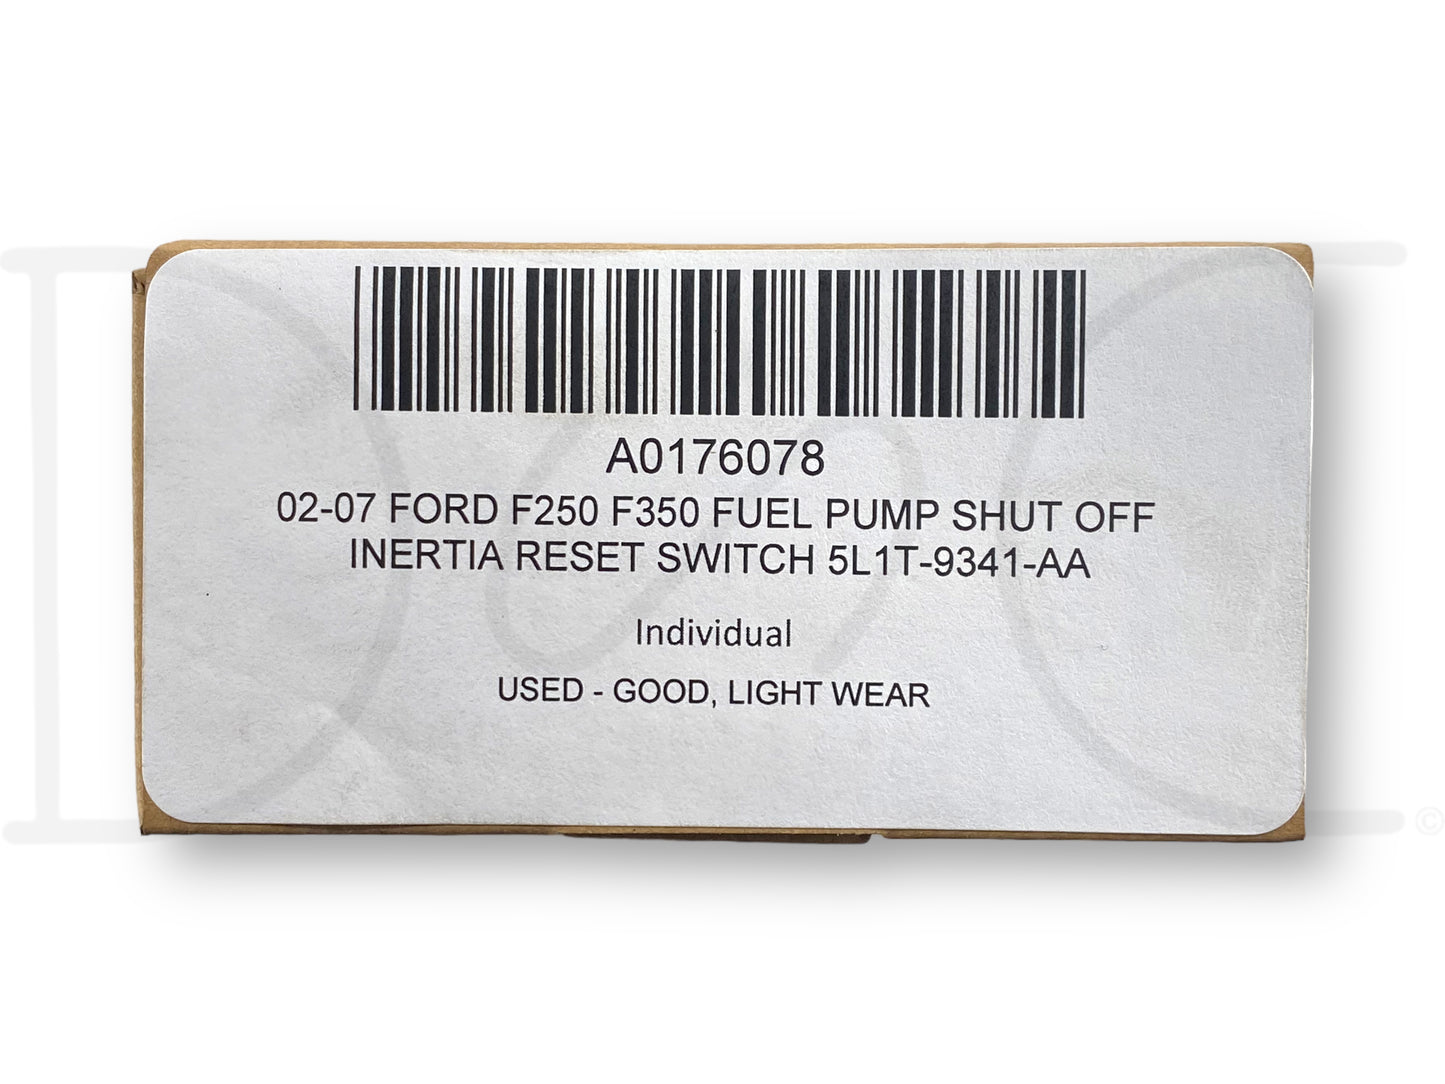 A0176078
02-07 FORD F250 F350 FUEL PUMP SHUT OFF
INERTIA RESET SWITCH 5L1T-9341-AA
Individual
USED - GOOD, LIGHT WEAR
©